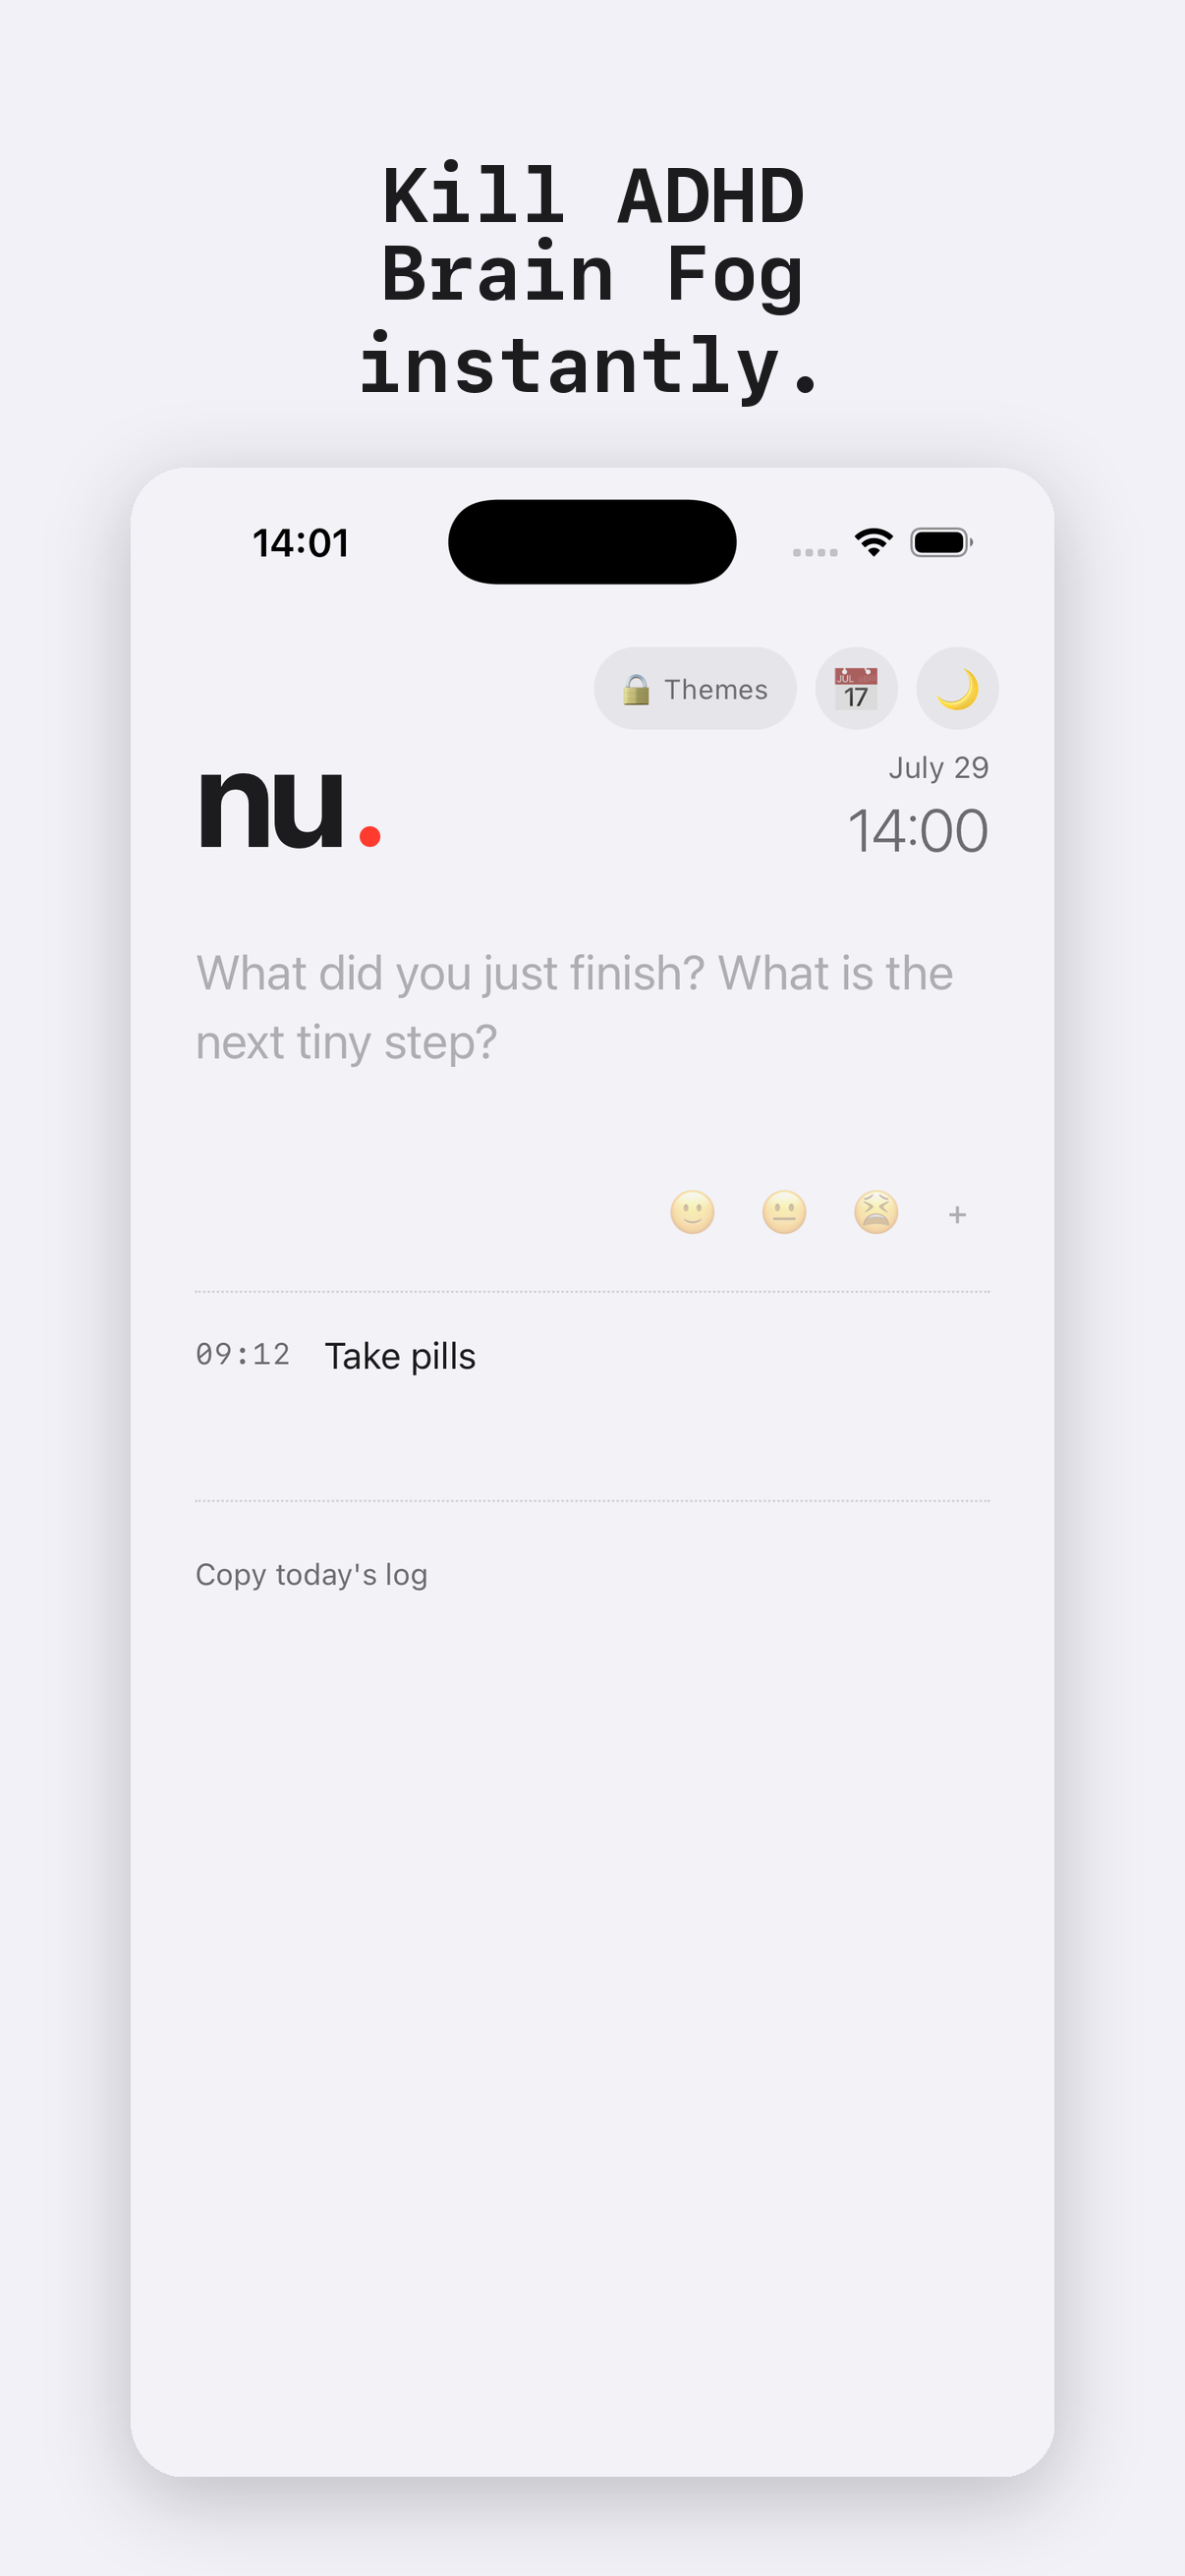 Kill ADHD
Brain Fog
instantly.
14:01
🔒 Themes
JUL
17
nu.
July 29
14:00
What did you just finish? What is the
next tiny step?
+
09:12 Take pills
Copy today's log